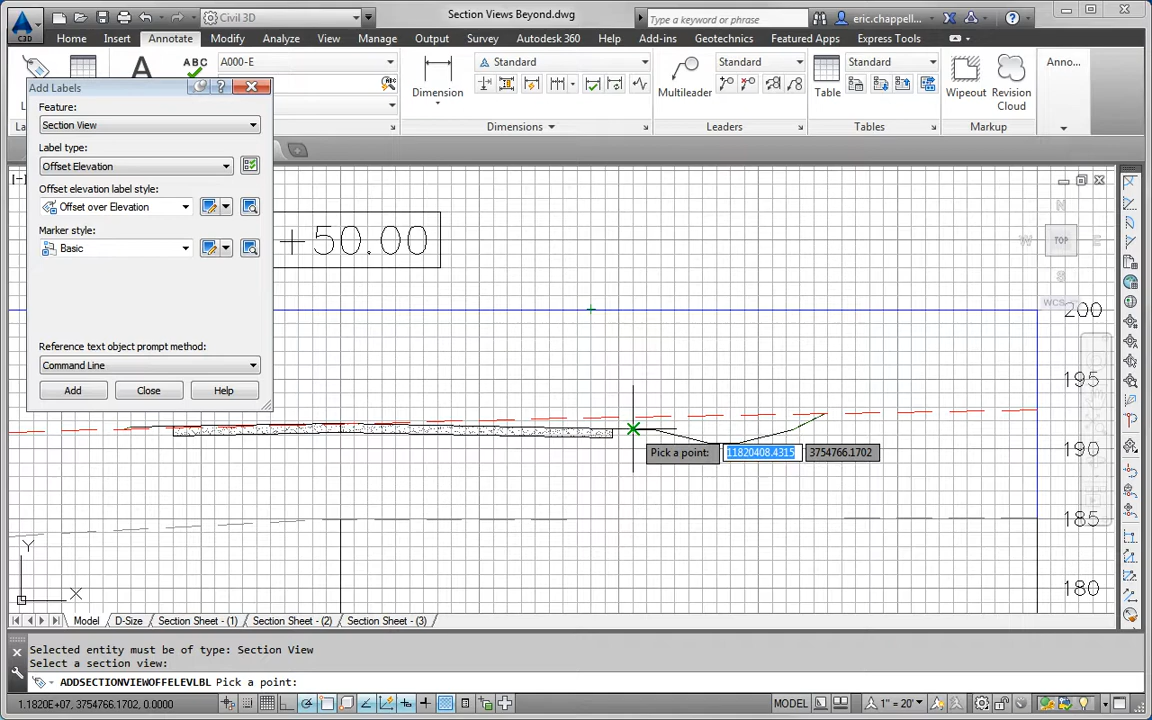 Civil 3D
Section Views Beyond.dwg
Type a keyword or phrase
eric.chappell...
C3D
Home Insert Annotate Modify Analyze View Manage Output Survey Autodesk 360 Help Add-ins Geotechnics Featured Apps Express Tools
A
ABC
A000-E
Dimension
Standard
Dimensions
Multileader
Standard
Leaders
Table
Standard
Tables
Wipeout
Revision
Cloud
Markup
Anno...
Add Labels
Feature:
Section View
Label type:
Offset Elevation
Offset elevation label style:
Offset over Elevation
Marker style:
Basic
Reference text object prompt method:
Command Line
Add
Close
Help
+50.00
N
W
TOP
E
S
WCS
200
195
190
185
180
Pick a point:
11820408.4315
3754766.1702
Y
X
Model D-Size Section Sheet - (1) Section Sheet - (2) Section Sheet - (3)
Selected entity must be of type: Section View
Select a section view:
ADDSECTIONVIEWOFFELEVLBL Pick a point:
1.1820E+07, 3754766.1702, 0.0000
MODEL
1" = 20'